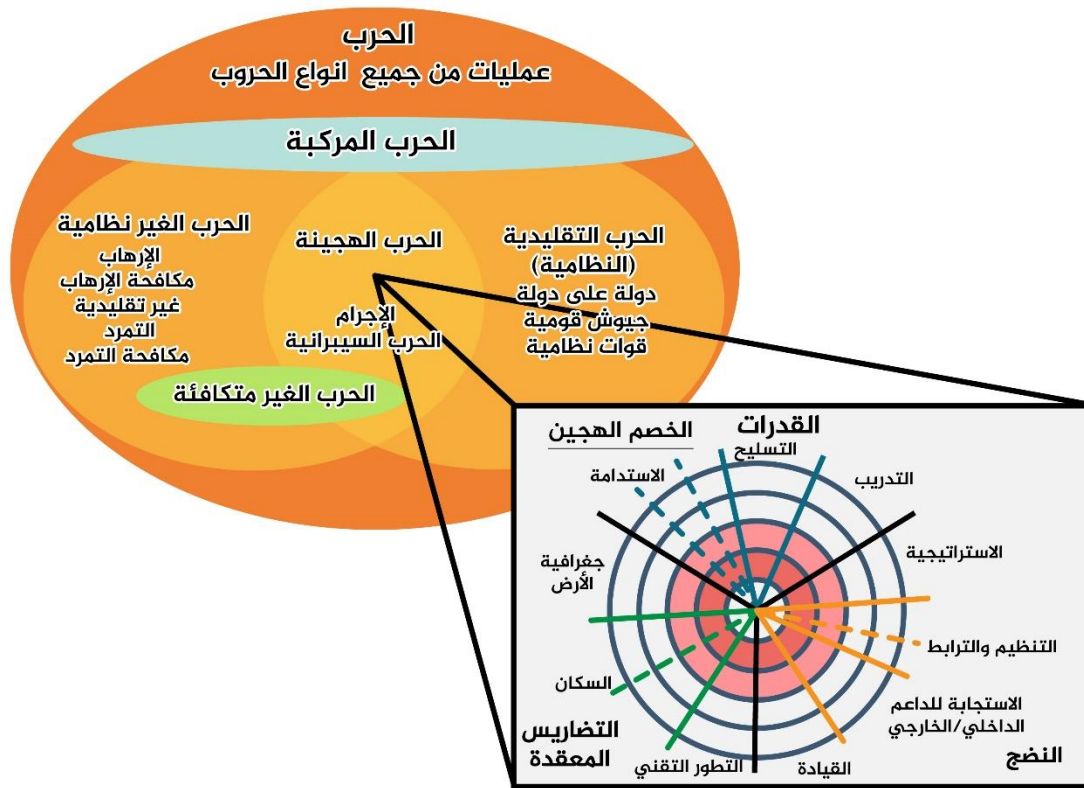 الحرب
عمليات من جميع انواع الحروب
الحرب المركبة
الحرب التقليدية
(النظامية)
دولة على دولة
جيوش قومية
قوات نظامية
الحرب الهجينة
الإجرام
الحرب السيبرانية
الحرب الغير نظامية
الإرهاب
مكافحة الإرهاب
غير تقليدية
التمرد
مكافحة التمرد
الحرب الغير متكافئة
الخصم الهجين
القدرات
التسليح
التدريب
الاستدامة
الاستراتيجية
جغرافية
الأرض
التنظيم والترابط
السكان
الاستجابة للداعم
الداخلي/الخارجي
التضاريس
المعقدة
النضج
القيادة
التطور التقني